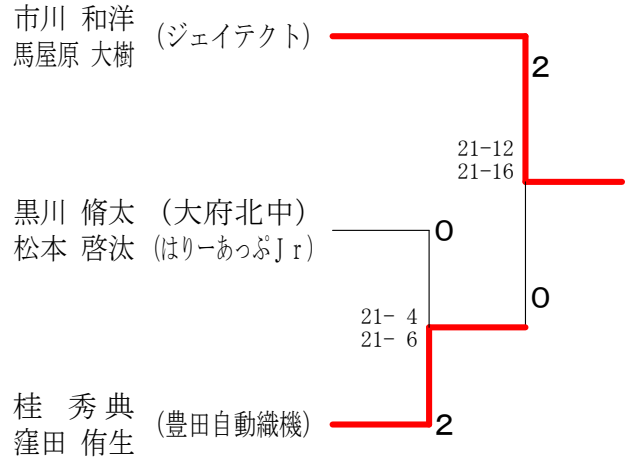 市川 和洋
馬屋原 大樹
(ジェイテクト)
2
21-12
21-16
黒川 脩太 (大府北中)
松本 啓汰 (はりーあっぷJr)
0
0
21- 4
21- 6
桂 秀典
窪田 侑生
(豊田自動織機)
2